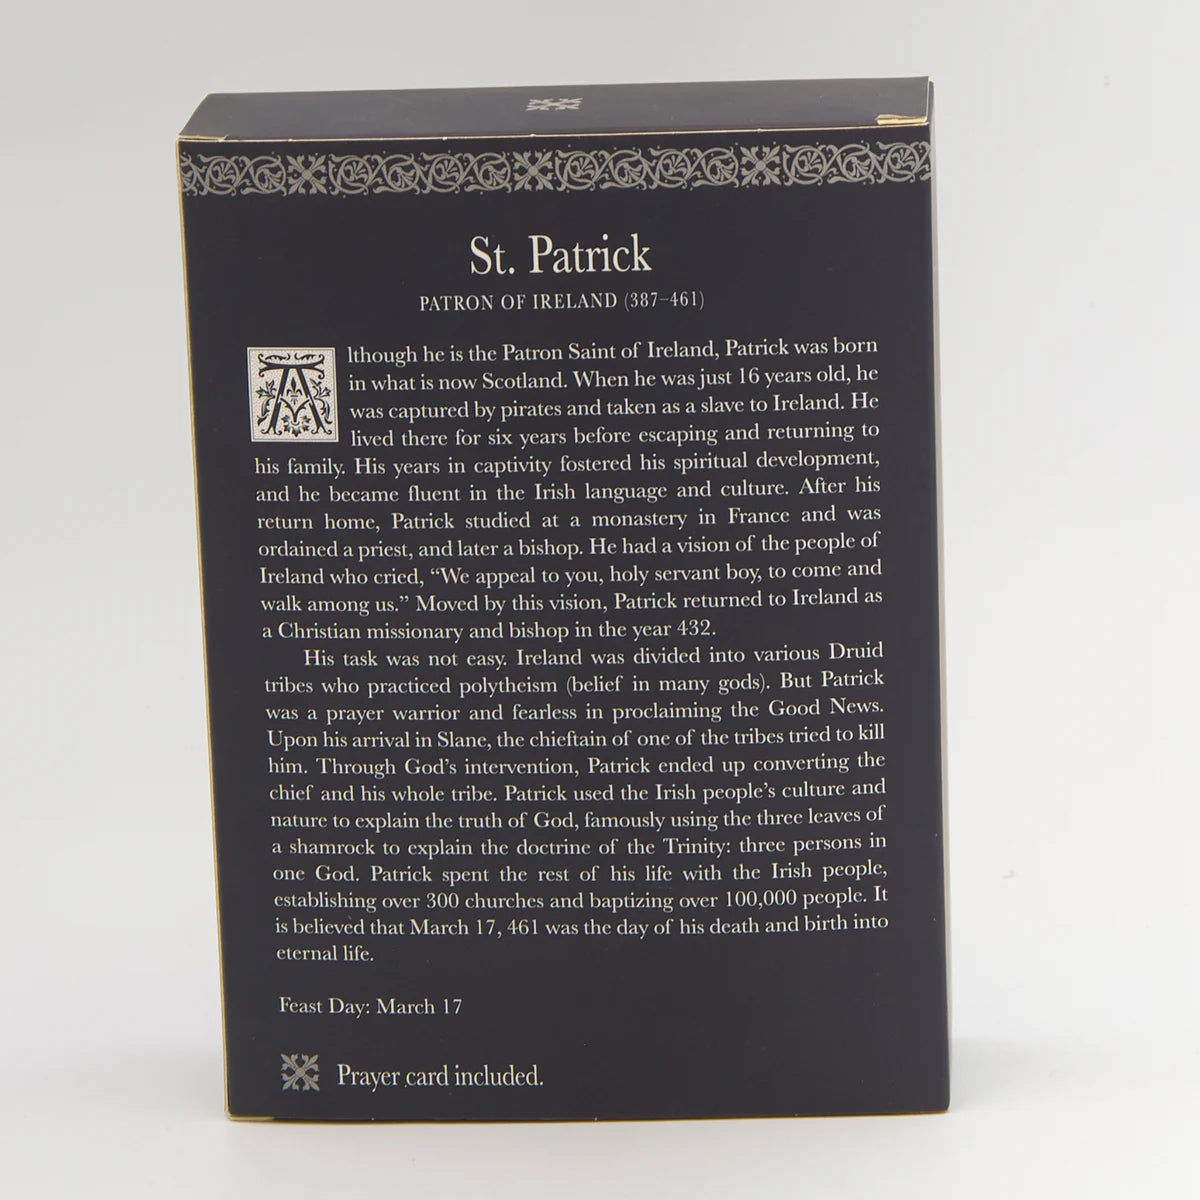 St. Patrick
PATRON OF IRELAND (387–461)
Although he is the Patron Saint of Ireland, Patrick was born
in what is now Scotland. When he was just 16 years old, he
was captured by pirates and taken as a slave to Ireland. He
lived there for six years before escaping and returning to
his family. His years in captivity fostered his spiritual development,
and he became fluent in the Irish language and culture. After his
return home, Patrick studied at a monastery in France and was
ordained a priest, and later a bishop. He had a vision of the people of
Ireland who cried, “We appeal to you, holy servant boy, to come and
walk among us.” Moved by this vision, Patrick returned to Ireland as
a Christian missionary and bishop in the year 432.
His task was not easy. Ireland was divided into various Druid
tribes who practiced polytheism (belief in many gods). But Patrick
was a prayer warrior and fearless in proclaiming the Good News.
Upon his arrival in Slane, the chieftain of one of the tribes tried to kill
him. Through God’s intervention, Patrick ended up converting the
chief and his whole tribe. Patrick used the Irish people’s culture and
nature to explain the truth of God, famously using the three leaves of
a shamrock to explain the doctrine of the Trinity: three persons in
one God. Patrick spent the rest of his life with the Irish people,
establishing over 300 churches and baptizing over 100,000 people. It
is believed that March 17, 461 was the day of his death and birth into
eternal life.
Feast Day: March 17
Prayer card included.